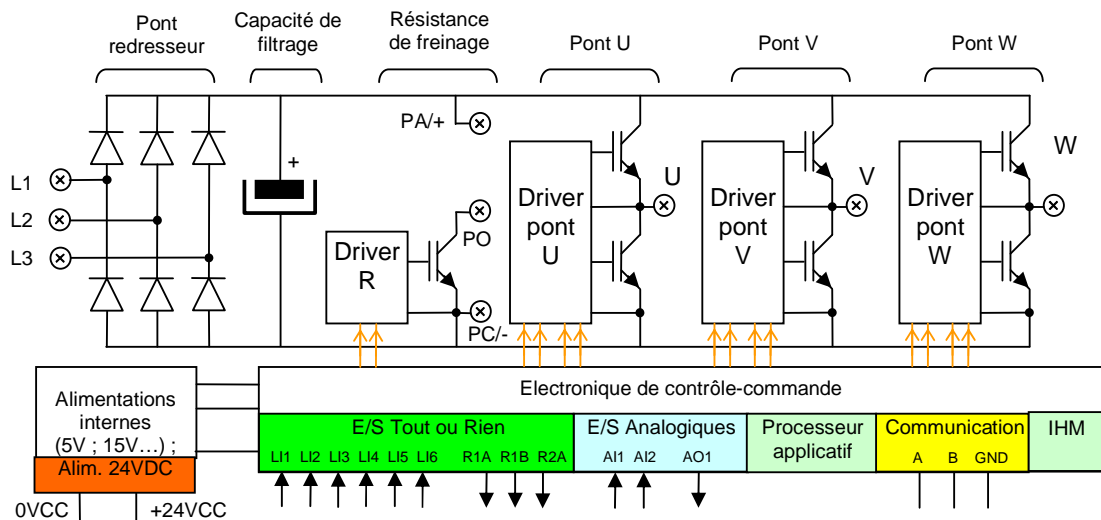 Pont
redresseur
Capacité de
filtrage
Résistance
de freinage
Pont U
Pont V
Pont W
PA/+
+
L1
L2
L3
PO
PC/-
Driver
R
Driver
pont
U
U
Driver
pont
V
V
Driver
pont
W
W
Alimentations
internes
(5V ; 15V…) ;
Alim. 24VDC
0VCC
+24VCC
Electronique de contrôle-commande
E/S Tout ou Rien
LI1 LI2 LI3 LI4 LI5 LI6 R1A R1B R2A
E/S Analogiques
AI1 AI2 AO1
Processeur
applicatif
Communication
A B GND
IHM